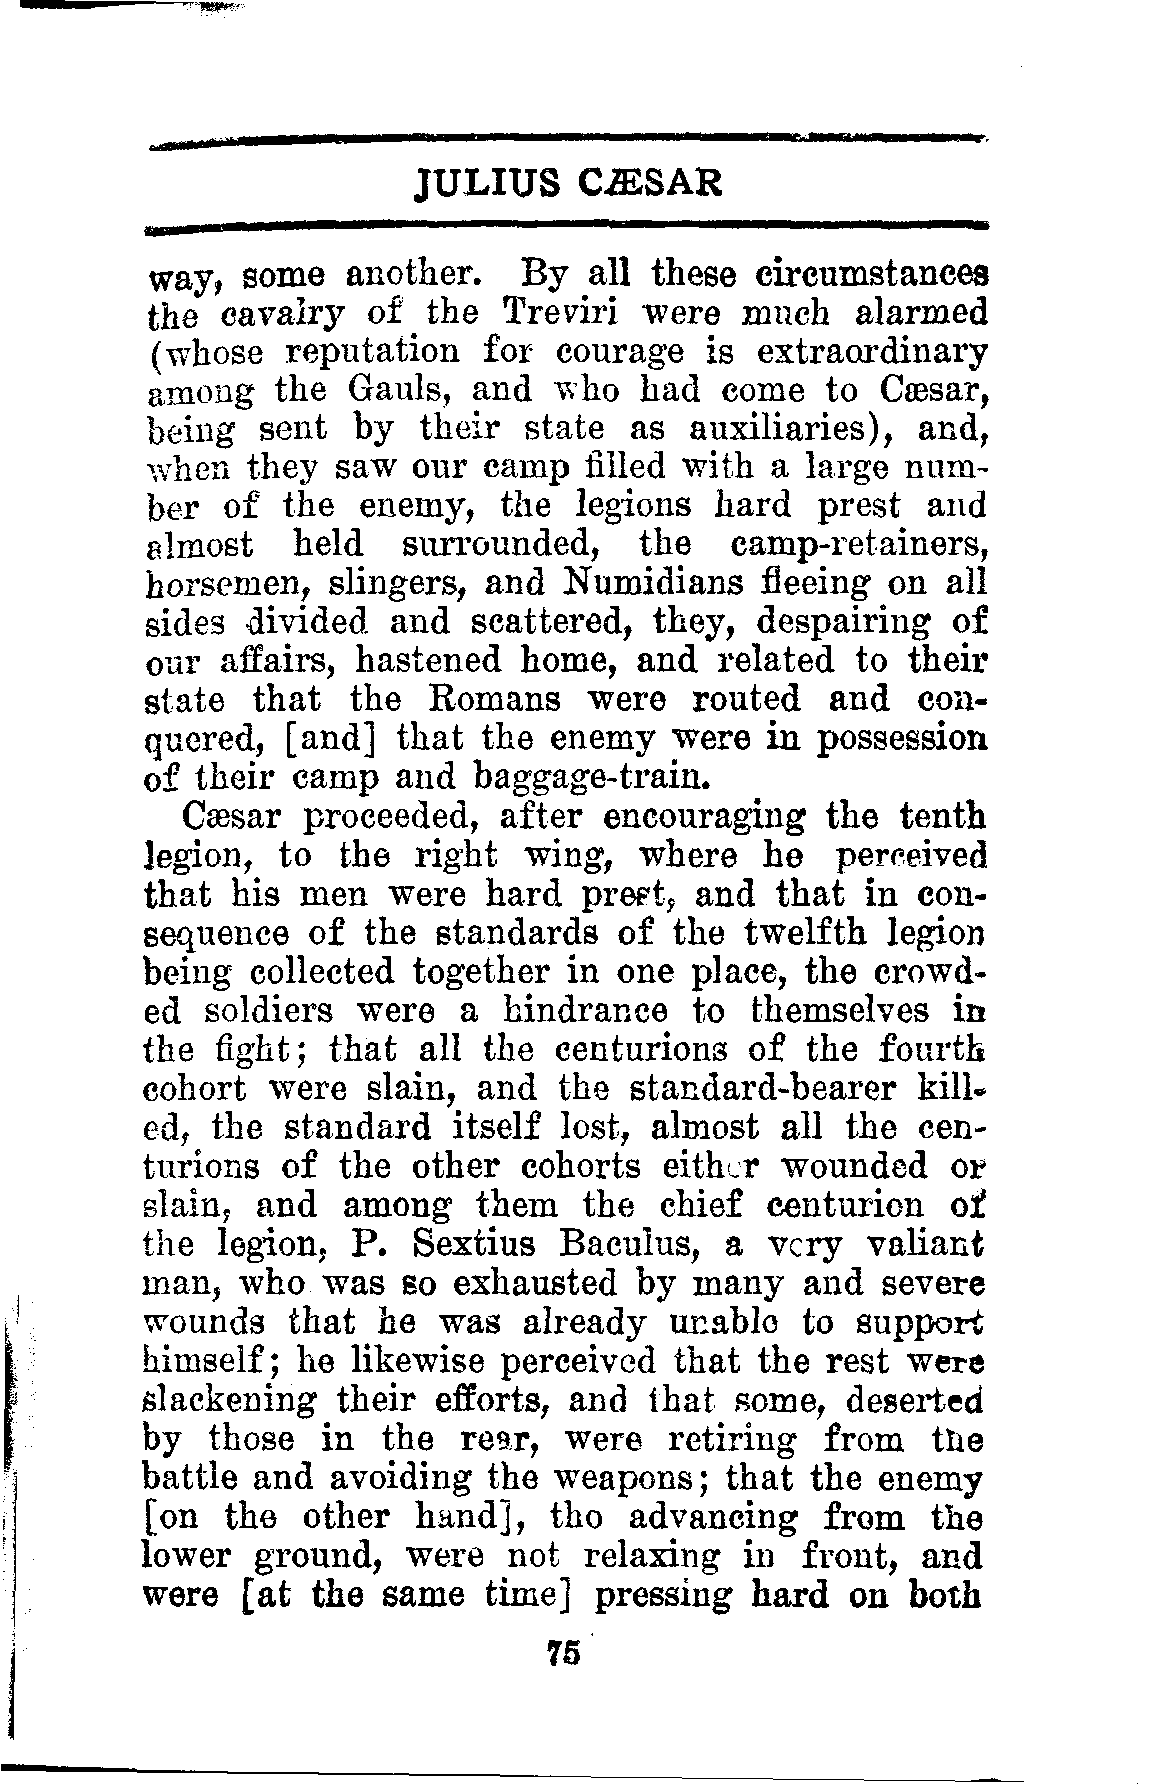 JULIUS CÆSAR
way, some another. By all these circumstances
the cavalry of the Treviri were much alarmed
(whose reputation for courage is extraordinary
among the Gauls, and who had come to Cæsar,
being sent by their state as auxiliaries), and,
when they saw our camp filled with a large num-
ber of the enemy, the legions hard prest and
almost held surrounded, the camp-retainers,
horsemen, slingers, and Numidians fleeing on all
sides divided and scattered, they, despairing of
our affairs, hastened home, and related to their
state that the Romans were routed and con-
quered, [and] that the enemy were in possession
of their camp and baggage-train.
Cæsar proceeded, after encouraging the tenth
legion, to the right wing, where he perceived
that his men were hard prest, and that in con-
sequence of the standards of the twelfth legion
being collected together in one place, the crowd-
ed soldiers were a hindrance to themselves in
the fight; that all the centurions of the fourth
cohort were slain, and the standard-bearer kill-
ed, the standard itself lost, almost all the cen-
turions of the other cohorts either wounded or
slain, and among them the chief centurion of
the legion, P. Sextius Baculus, a very valiant
man, who was so exhausted by many and severe
wounds that he was already unable to support
himself; he likewise perceived that the rest were
slackening their efforts, and that some, deserted
by those in the rear, were retiring from the
battle and avoiding the weapons; that the enemy
[on the other hand], tho advancing from the
lower ground, were not relaxing in front, and
were [at the same time] pressing hard on both
75